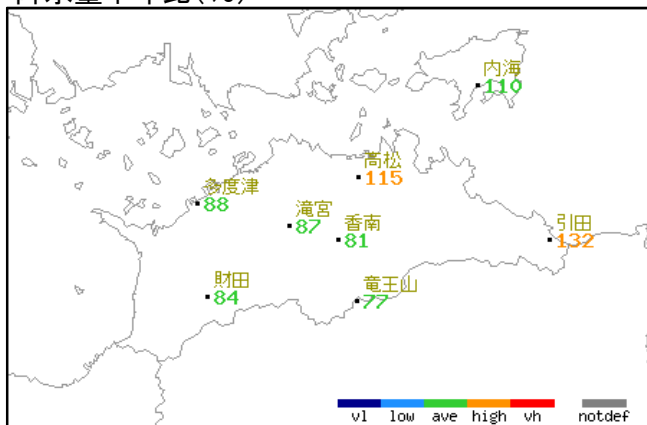 内海
110
高松
115
多度津
88
滝宮
87
香南
81
引田
132
財田
84
竜王山
77
vl low ave high vh notdef